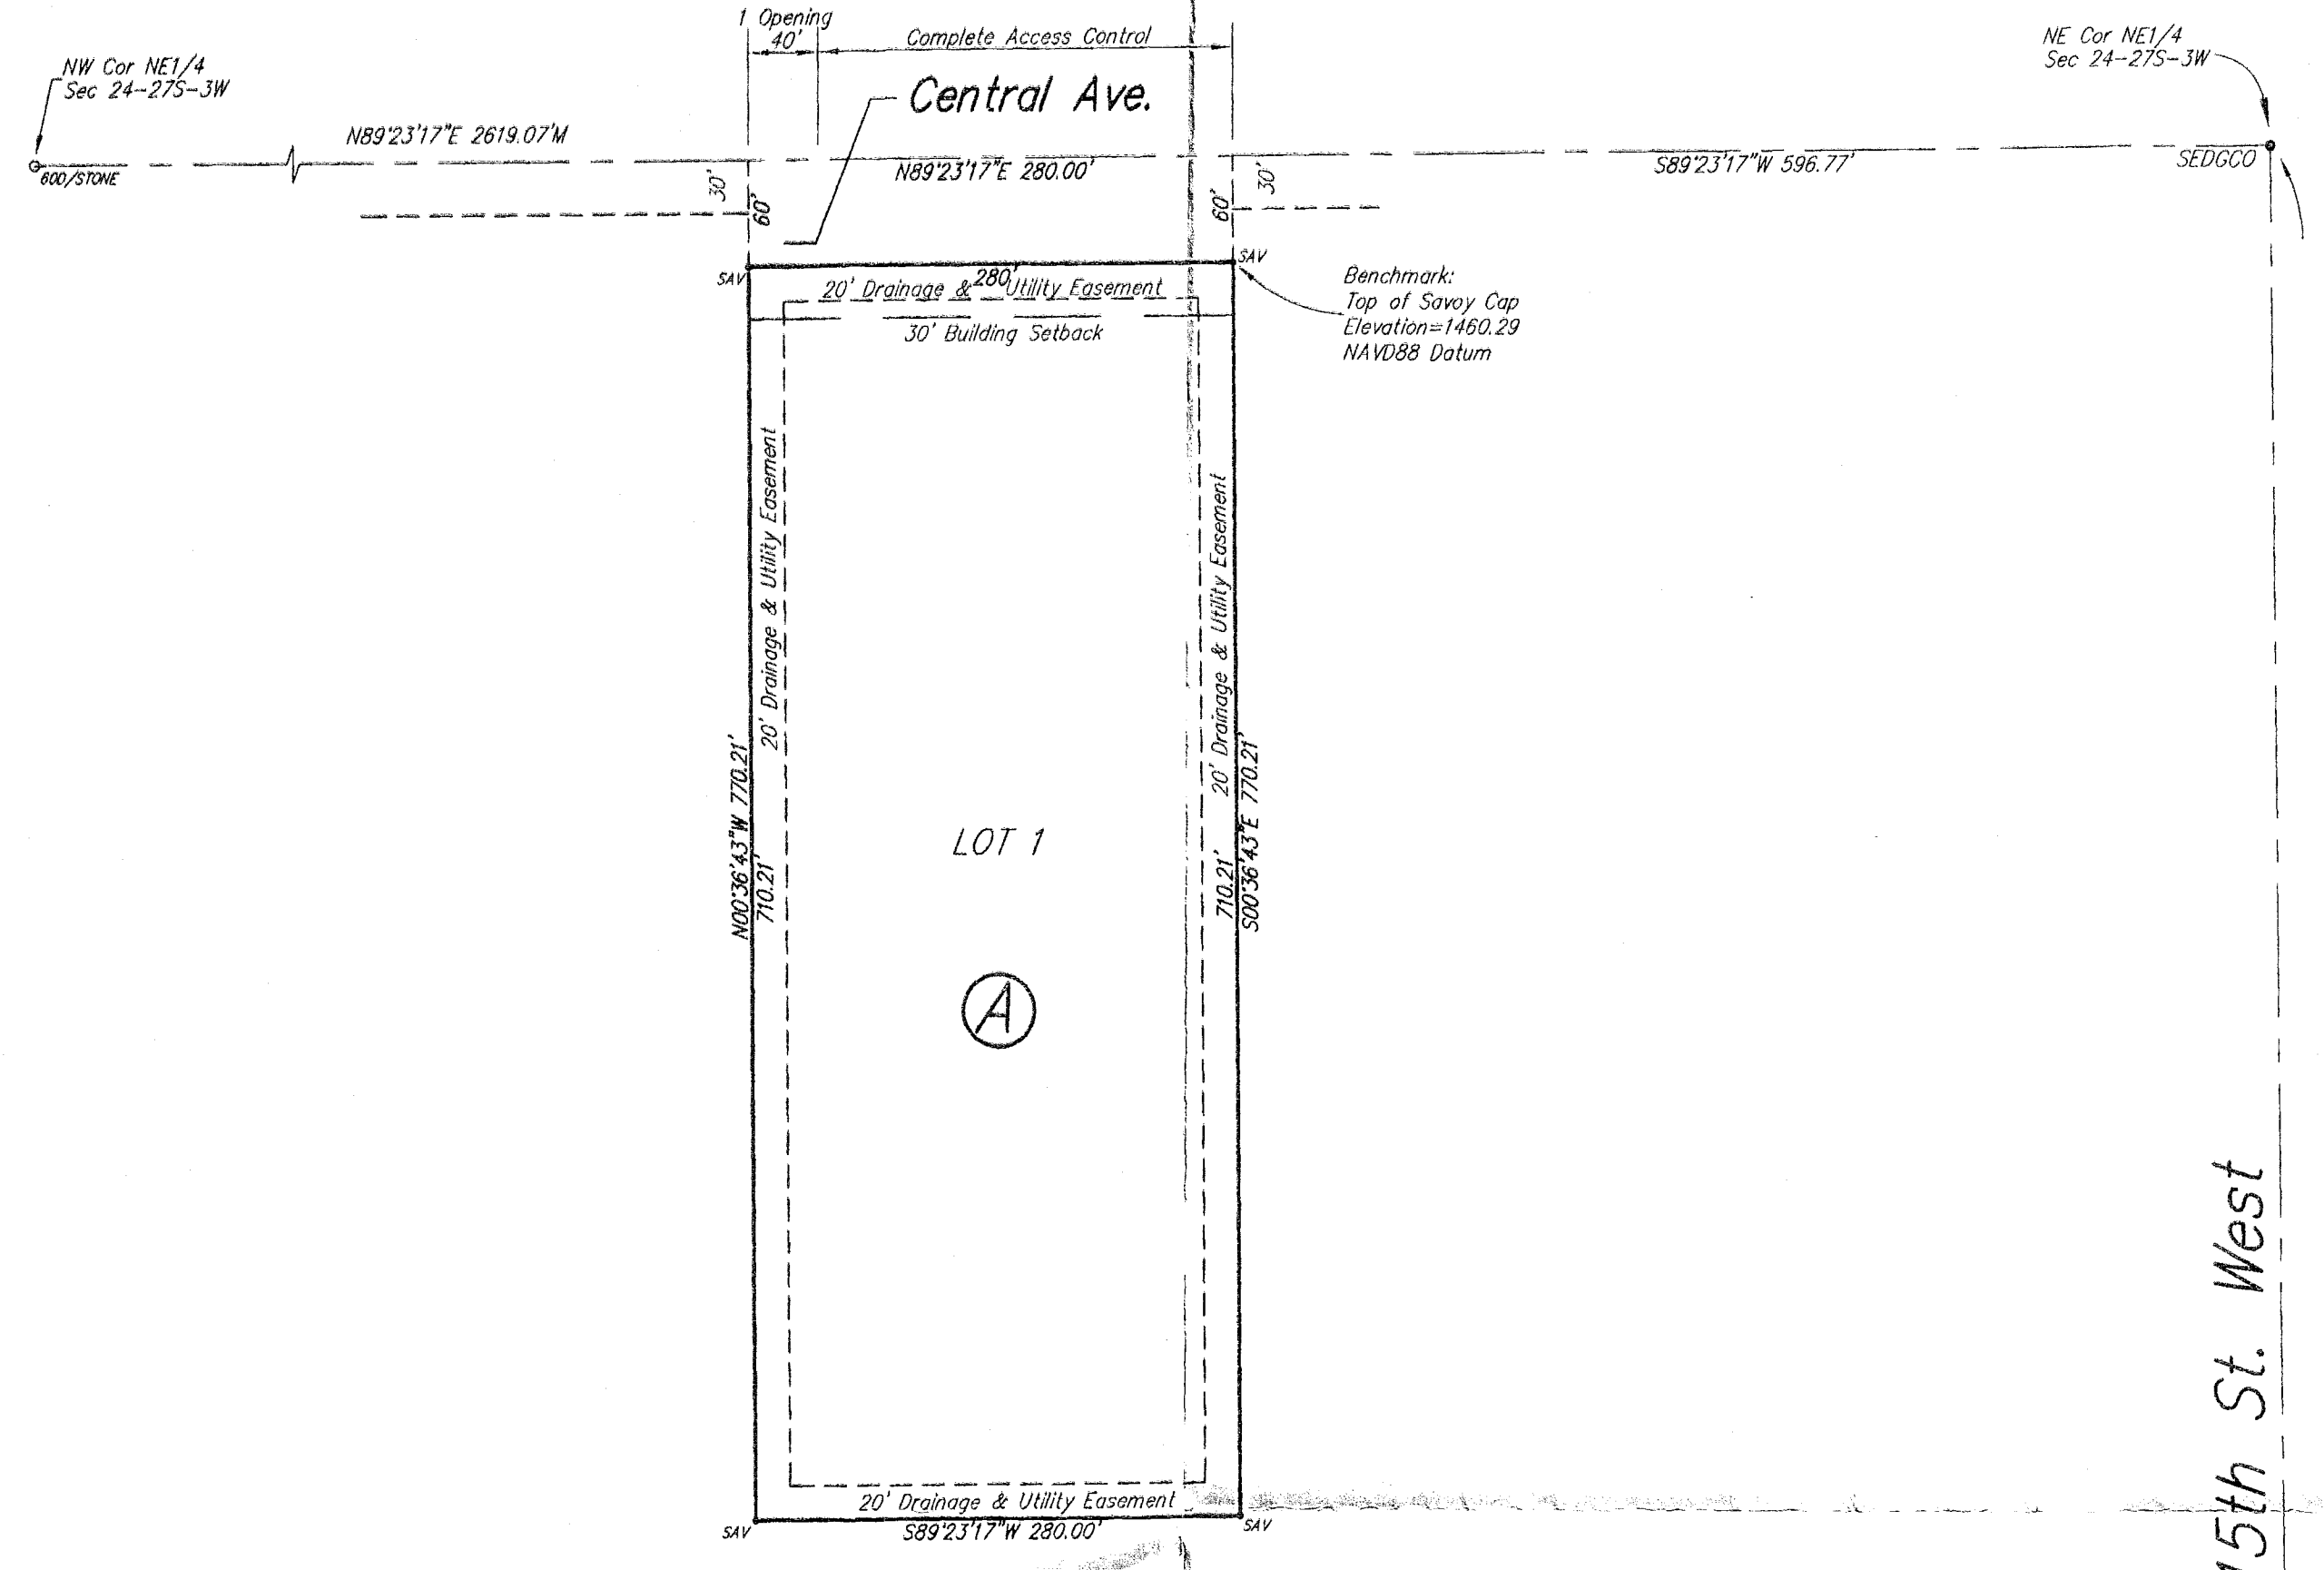 1 Opening
40'
Complete Access Control
NW Cor NE1/4
Sec 24-27S-3W
NE Cor NE1/4
Sec 24-27S-3W
Central Ave.
N89°23'17"E 2619.07'M
60D/STONE
N89°23'17"E 280.00'
S89°23'17"W 596.77'
SEDGCO
30'
60'
60'
30'
SAV
SAV
280'
20' Drainage & Utility Easement
30' Building Setback
Benchmark:
Top of Savoy Cap
Elevation=1460.29
NAVD88 Datum
20' Drainage & Utility Easement
20' Drainage & Utility Easement
N00°36'43"W 770.21'
710.21'
710.21'
S00°36'43"E 770.21'
LOT 1
A
20' Drainage & Utility Easement
SAV
S89°23'17"W 280.00'
SAV
15th St. West